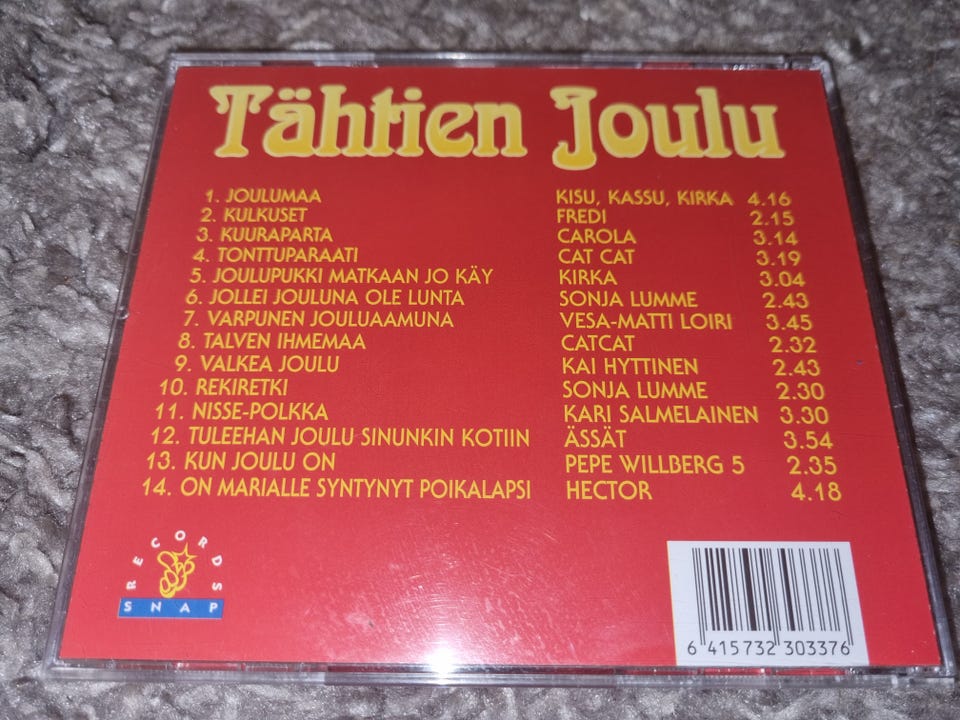 Tähtien Joulu
1. JOULUMAA KISU, KASSU, KIRKA 4.16
2. KULKUSET FREDI 2.15
3. KUURAPARTA CAROLA 3.14
4. TONTTUPARAATI CAT CAT 3.19
5. JOULUPUKKI MATKAAN JO KÄY KIRKA 3.04
6. JOLLEI JOULUNA OLE LUNTA SONJA LUMME 2.43
7. VARPUNEN JOULUAAMUNA VESA-MATTI LOIRI 3.45
8. TALVEN IHMEMAA CATCAT 2.32
9. VALKEA JOULU KAI HYTTINEN 2.43
10. REKIRETKI SONJA LUMME 2.30
11. NISSE-POLKKA KARI SALMELAINEN 3.30
12. TULEEHAN JOULU SINUNKIN KOTIIN ÄSSÄT 3.54
13. KUN JOULU ON PEPE WILLBERG 5 2.35
14. ON MARIALLE SYNTYNYT POIKALAPSI HECTOR 4.18
RECORDS
SNAP
6 415732 303376